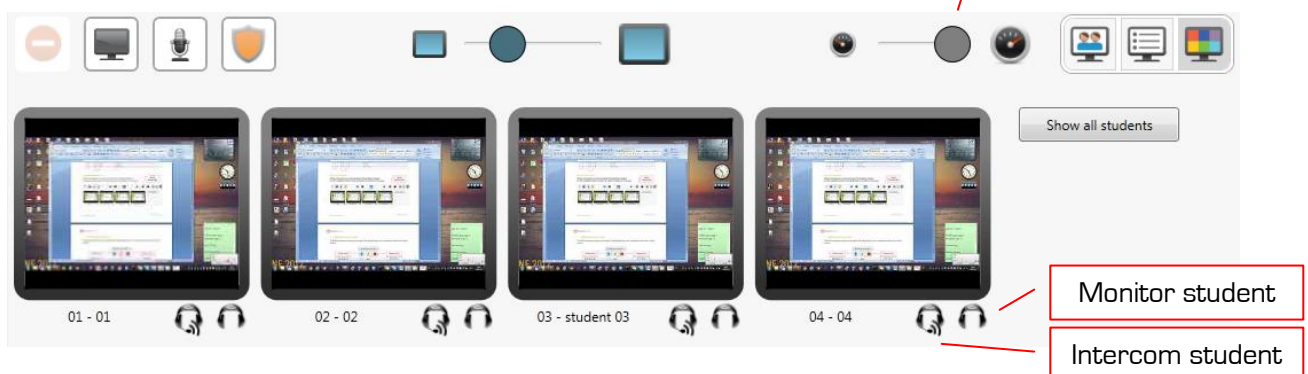 Show all students
01 - 01
02 - 02
03 - student 03
04 - 04
Monitor student
Intercom student